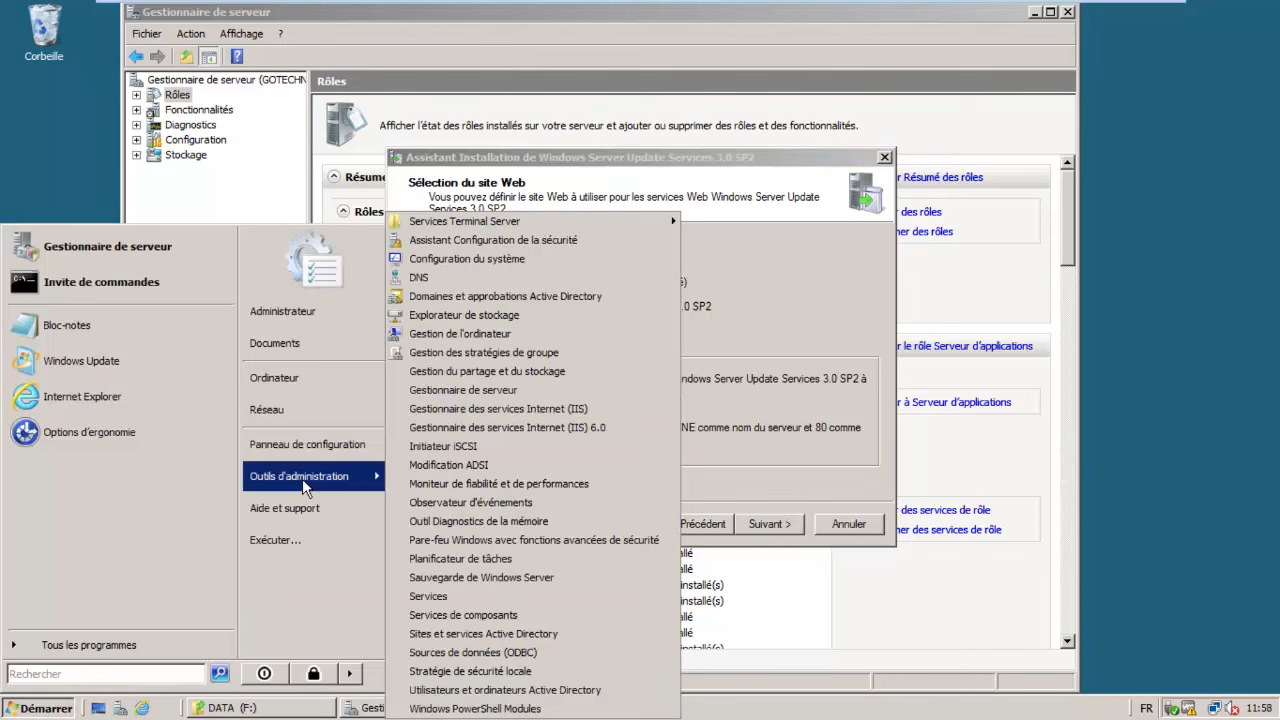 Corbeille
Gestionnaire de serveur
Fichier Action Affichage ?
Gestionnaire de serveur (GOTECHN
Rôles
Fonctionnalités
Diagnostics
Configuration
Stockage
Rôles
Afficher l'état des rôles installés sur votre serveur et ajouter ou supprimer des rôles et des fonctionnalités.
Résumé
Rôles
r Résumé des rôles
r des rôles
mer des rôles
r le rôle Serveur d'applications
r à Serveur d'applications
r des services de rôle
mer des services de rôle
Assistant Installation de Windows Server Update Services 3.0 SP2
Sélection du site Web
Vous pouvez définir le site Web à utiliser pour les services Web Windows Server Update
Services 3.0 SP2
.0 SP2
ndows Server Update Services 3.0 SP2 à
NE comme nom du serveur et 80 comme
Précédent
Suivant >
Annuler
allé
allé
installé(s)
installé(s)
allé
allé
installé(s)
Gestionnaire de serveur
Invite de commandes
Bloc-notes
Windows Update
Internet Explorer
Options d'ergonomie
Tous les programmes
Rechercher
Administrateur
Documents
Ordinateur
Réseau
Panneau de configuration
Outils d'administration
Aide et support
Exécuter...
Services Terminal Server
Assistant Configuration de la sécurité
Configuration du système
DNS
Domaines et approbations Active Directory
Explorateur de stockage
Gestion de l'ordinateur
Gestion des stratégies de groupe
Gestion du partage et du stockage
Gestionnaire de serveur
Gestionnaire des services Internet (IIS)
Gestionnaire des services Internet (IIS) 6.0
Initiateur iSCSI
Modification ADSI
Moniteur de fiabilité et de performances
Observateur d'événements
Outil Diagnostics de la mémoire
Pare-feu Windows avec fonctions avancées de sécurité
Planificateur de tâches
Sauvegarde de Windows Server
Services
Services de composants
Sites et services Active Directory
Sources de données (ODBC)
Stratégie de sécurité locale
Utilisateurs et ordinateurs Active Directory
Windows PowerShell Modules
Démarrer
DATA (F:)
Gesti
FR
11:58